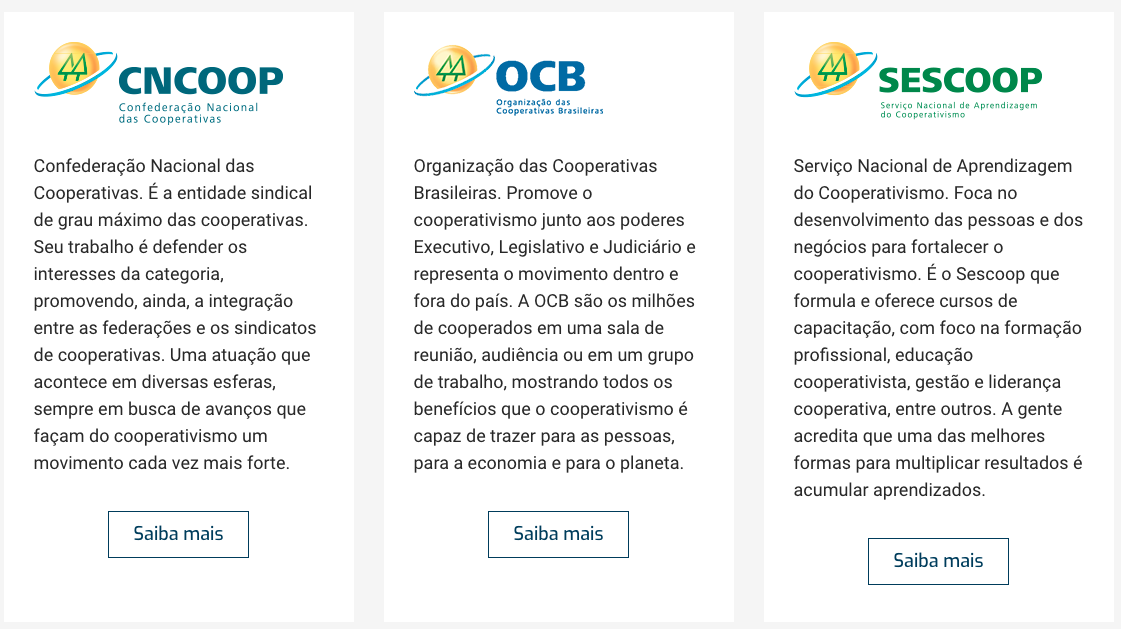 CNCOOP
Confederação Nacional
das Cooperativas
Confederação Nacional das
Cooperativas. É a entidade sindical
de grau máximo das cooperativas.
Seu trabalho é defender os
interesses da categoria,
promovendo, ainda, a integração
entre as federações e os sindicatos
de cooperativas. Uma atuação que
acontece em diversas esferas,
sempre em busca de avanços que
façam do cooperativismo um
movimento cada vez mais forte.
Saiba mais
OCB
Organização das
Cooperativas Brasileiras
Organização das Cooperativas
Brasileiras. Promove o
cooperativismo junto aos poderes
Executivo, Legislativo e Judiciário e
representa o movimento dentro e
fora do país. A OCB são os milhões
de cooperados em uma sala de
reunião, audiência ou em um grupo
de trabalho, mostrando todos os
benefícios que o cooperativismo é
capaz de trazer para as pessoas,
para a economia e para o planeta.
Saiba mais
SESCOOP
Serviço Nacional de Aprendizagem
do Cooperativismo
Serviço Nacional de Aprendizagem
do Cooperativismo. Foca no
desenvolvimento das pessoas e dos
negócios para fortalecer o
cooperativismo. É o Sescoop que
formula e oferece cursos de
capacitação, com foco na formação
profissional, educação
cooperativista, gestão e liderança
cooperativa, entre outros. A gente
acredita que uma das melhores
formas para multiplicar resultados é
acumular aprendizados.
Saiba mais